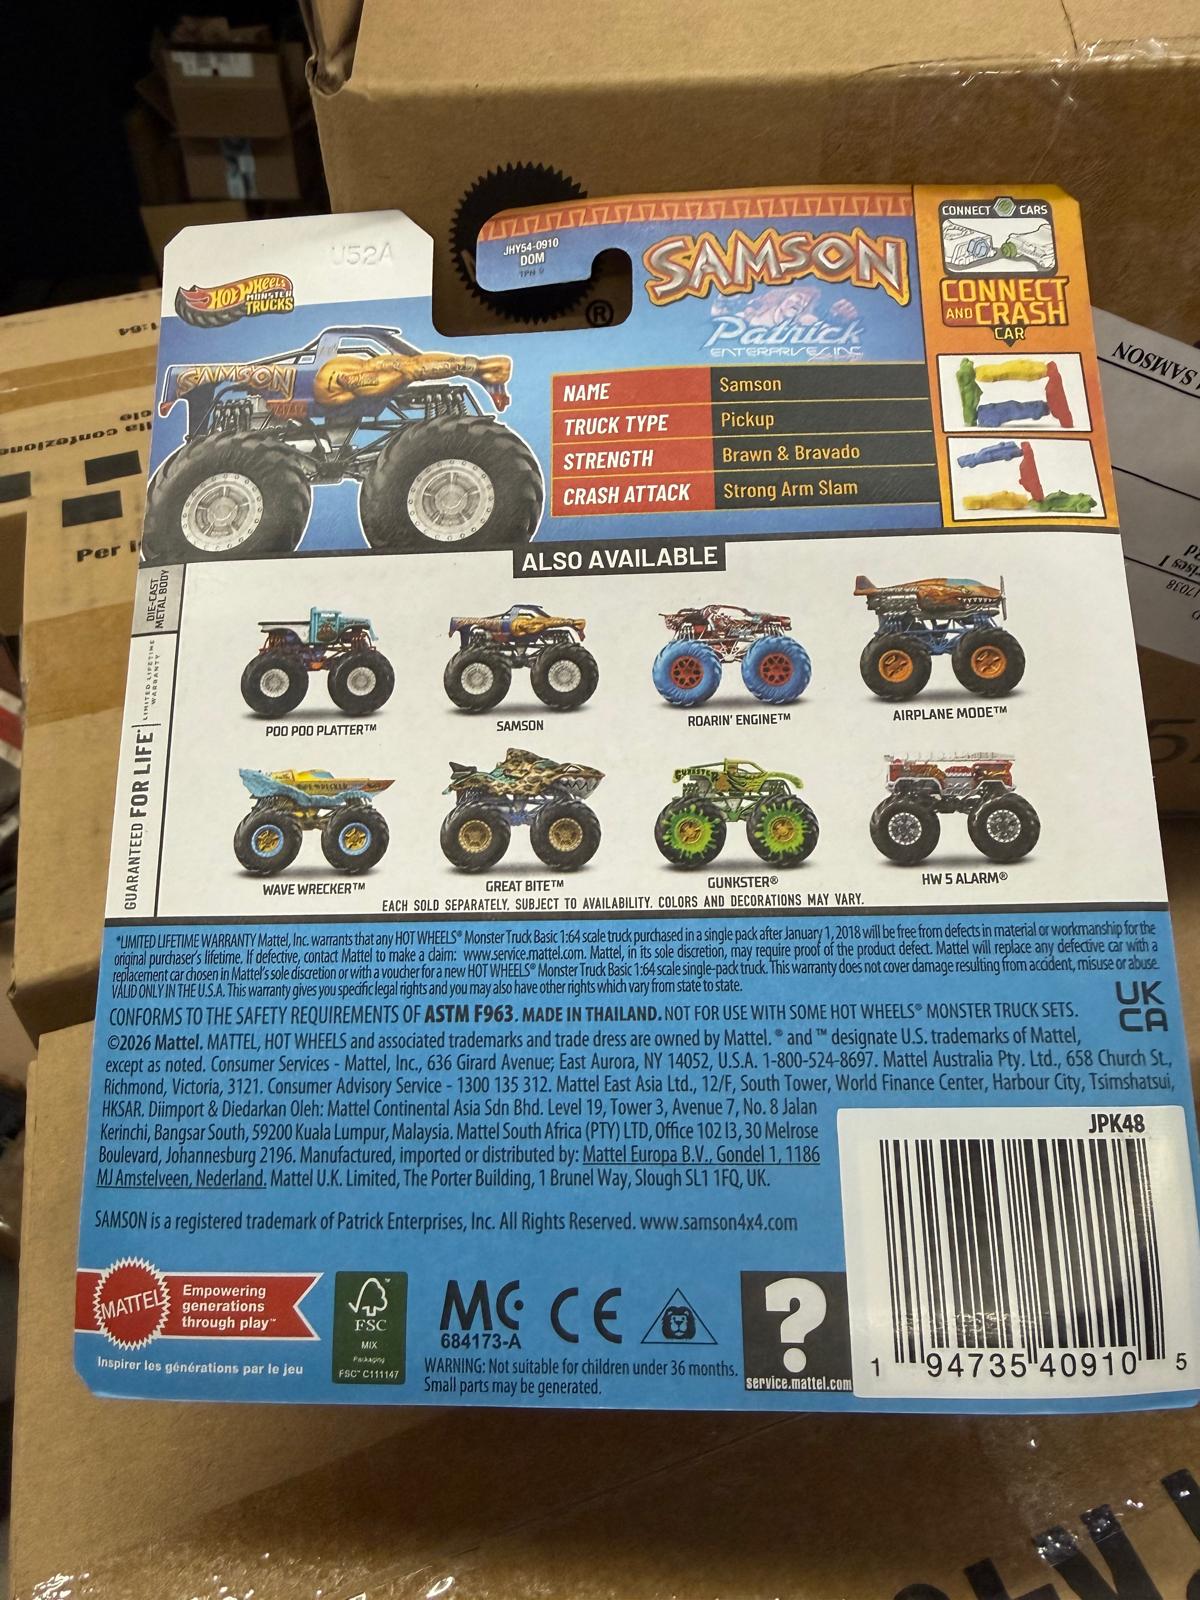 U52A
HOT WHEELS
MONSTER
TRUCKS
JHY54-0910
DOM
SAMSON
Patrick
ENTERPRISES, INC.
CONNECT CARS
CONNECT
AND CRASH
CAR
SAMSON
NAME Samson
TRUCK TYPE Pickup
STRENGTH Brawn & Bravado
CRASH ATTACK Strong Arm Slam
ALSO AVAILABLE
DIE-CAST
METAL BODY
GUARANTEED FOR LIFE*
LIMITED LIFETIME
WARRANTY
POO POO PLATTER™
SAMSON
ROARIN' ENGINE™
AIRPLANE MODE™
WAVE WRECKER™
GREAT BITE™
GUNKSTER®
HW 5 ALARM®
EACH SOLD SEPARATELY, SUBJECT TO AVAILABILITY. COLORS AND DECORATIONS MAY VARY.
*LIMITED LIFETIME WARRANTY Mattel, Inc. warrants that any HOT WHEELS® Monster Truck Basic 1:64 scale truck purchased in a single pack after January 1, 2018 will be free from defects in material or workmanship for the
original purchaser's lifetime. If defective, contact Mattel to make a claim: www.service.mattel.com. Mattel, in its sole discretion, may require proof of the product defect. Mattel will replace any defective car with a
replacement car chosen in Mattel's sole discretion or with a voucher for a new HOT WHEELS® Monster Truck Basic 1:64 scale single-pack truck. This warranty does not cover damage resulting from accident, misuse or abuse.
VALID ONLY IN THE U.S.A. This warranty gives you specific legal rights and you may also have other rights which vary from state to state.
CONFORMS TO THE SAFETY REQUIREMENTS OF ASTM F963. MADE IN THAILAND. NOT FOR USE WITH SOME HOT WHEELS® MONSTER TRUCK SETS.
UK
CA
©2026 Mattel. MATTEL, HOT WHEELS and associated trademarks and trade dress are owned by Mattel. ® and ™ designate U.S. trademarks of Mattel,
except as noted. Consumer Services - Mattel, Inc., 636 Girard Avenue; East Aurora, NY 14052, U.S.A. 1-800-524-8697. Mattel Australia Pty. Ltd., 658 Church St.,
Richmond, Victoria, 3121. Consumer Advisory Service - 1300 135 312. Mattel East Asia Ltd., 12/F, South Tower, World Finance Center, Harbour City, Tsimshatsui,
HKSAR. Diimport & Diedarkan Oleh: Mattel Continental Asia Sdn Bhd. Level 19, Tower 3, Avenue 7, No. 8 Jalan
Kerinchi, Bangsar South, 59200 Kuala Lumpur, Malaysia. Mattel South Africa (PTY) LTD, Office 102 I3, 30 Melrose
Boulevard, Johannesburg 2196. Manufactured, imported or distributed by: Mattel Europa B.V., Gondel 1, 1186
MJ Amstelveen, Nederland. Mattel U.K. Limited, The Porter Building, 1 Brunel Way, Slough SL1 1FQ, UK.
SAMSON is a registered trademark of Patrick Enterprises, Inc. All Rights Reserved. www.samson4x4.com
JPK48
1 94735 40910 5
MATTEL
Empowering
generations
through play™
Inspirer les générations par le jeu
FSC
MIX
Packaging
FSC™ C111147
MC
684173-A
CE
WARNING: Not suitable for children under 36 months.
Small parts may be generated.
?
service.mattel.com
®
1:64
confezione
Per
SAMSON
17038